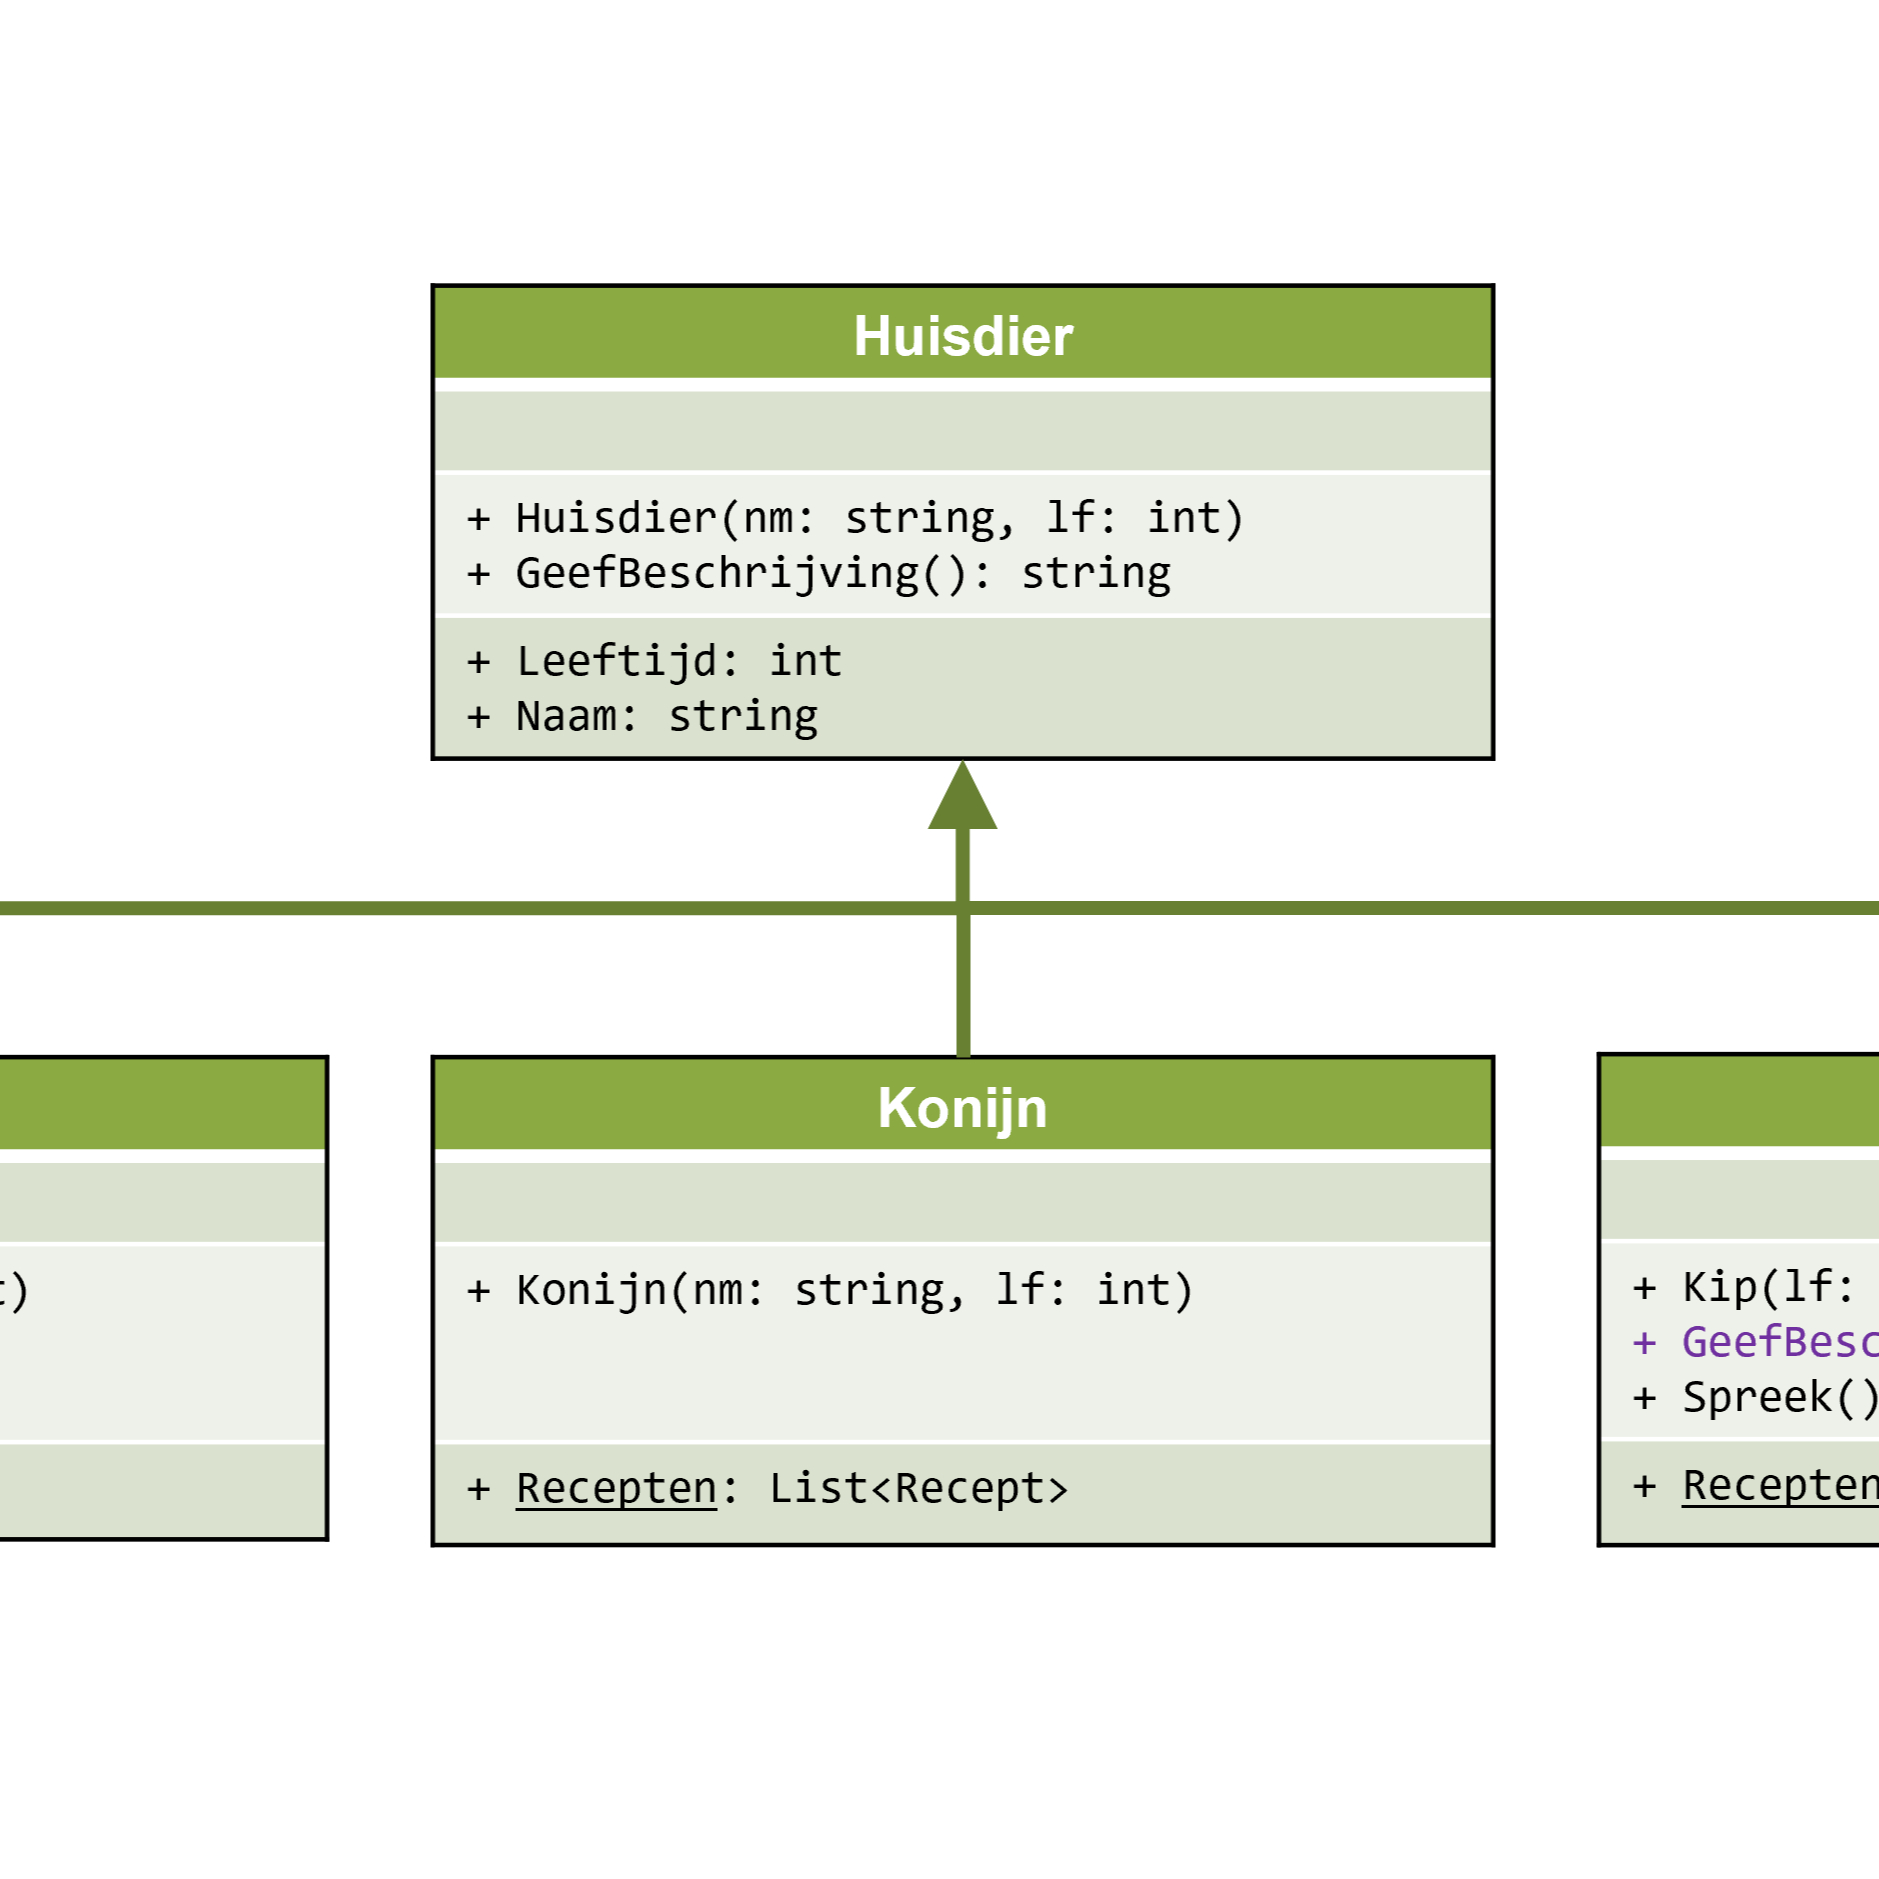 Huisdier
+ Huisdier(nm: string, lf: int)
+ GeefBeschrijving(): string
+ Leeftijd: int
+ Naam: string
t)
Konijn
+ Konijn(nm: string, lf: int)
+ Recepten: List<Recept>
+ Kip(lf:
+ GeefBesc
+ Spreek()
+ Recepten